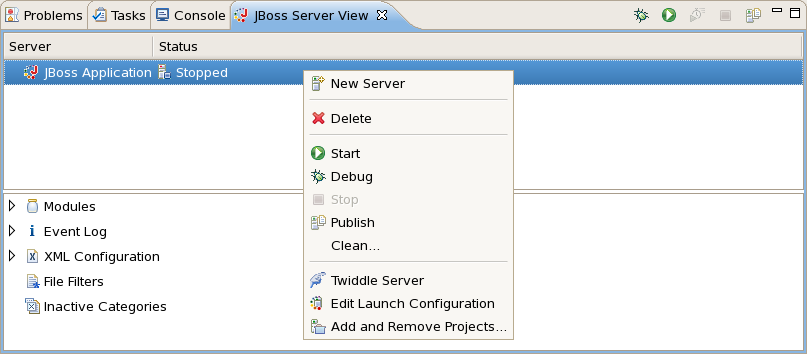 Problems Tasks Console JBoss Server View
Server Status
JBoss Application Stopped
New Server
Delete
Start
Debug
Stop
Publish
Clean...
Twiddle Server
Edit Launch Configuration
Add and Remove Projects...
Modules
Event Log
XML Configuration
File Filters
Inactive Categories